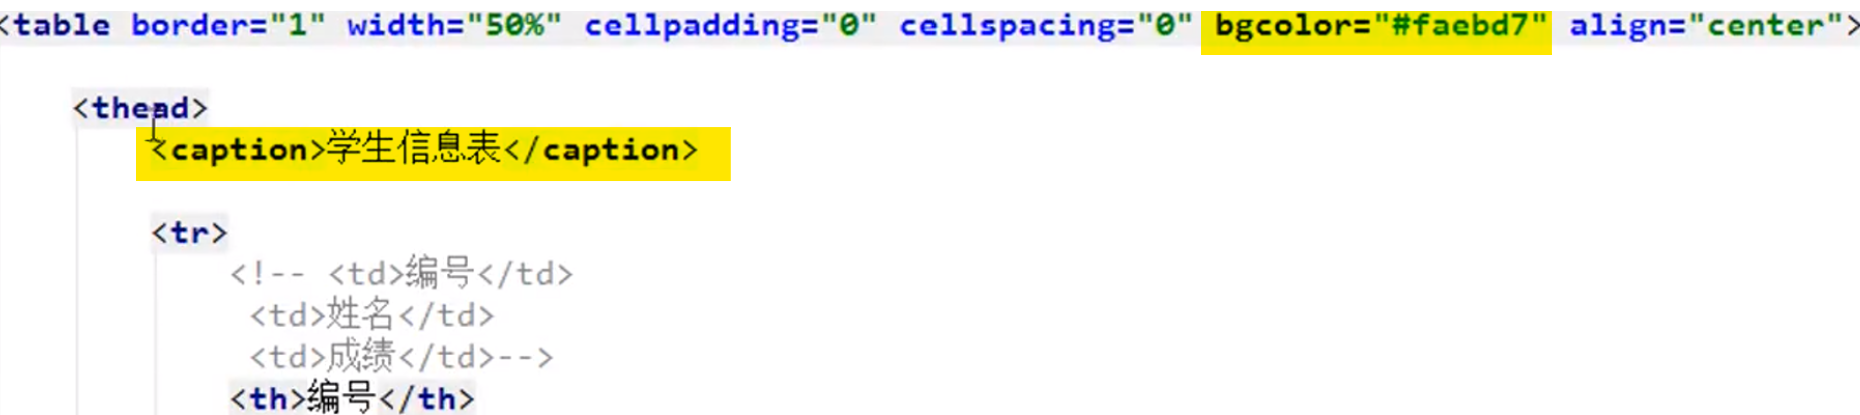 <table border="1" width="50%" cellpadding="0" cellspacing="0" bgcolor="#faebd7" align="center">
<thead>
<caption>学生信息表</caption>
<tr>
<!-- <td>编号</td>
<td>姓名</td>
<td>成绩</td>-->
<th>编号</th>